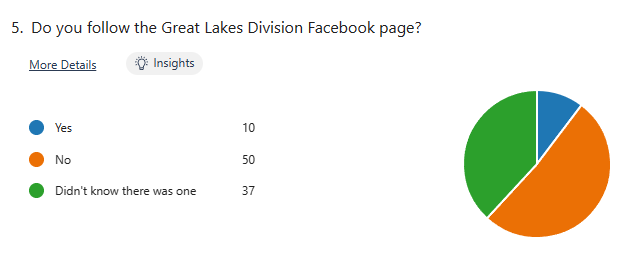 5. Do you follow the Great Lakes Division Facebook page?
More Details Insights
Yes 10
No 50
Didn't know there was one 37